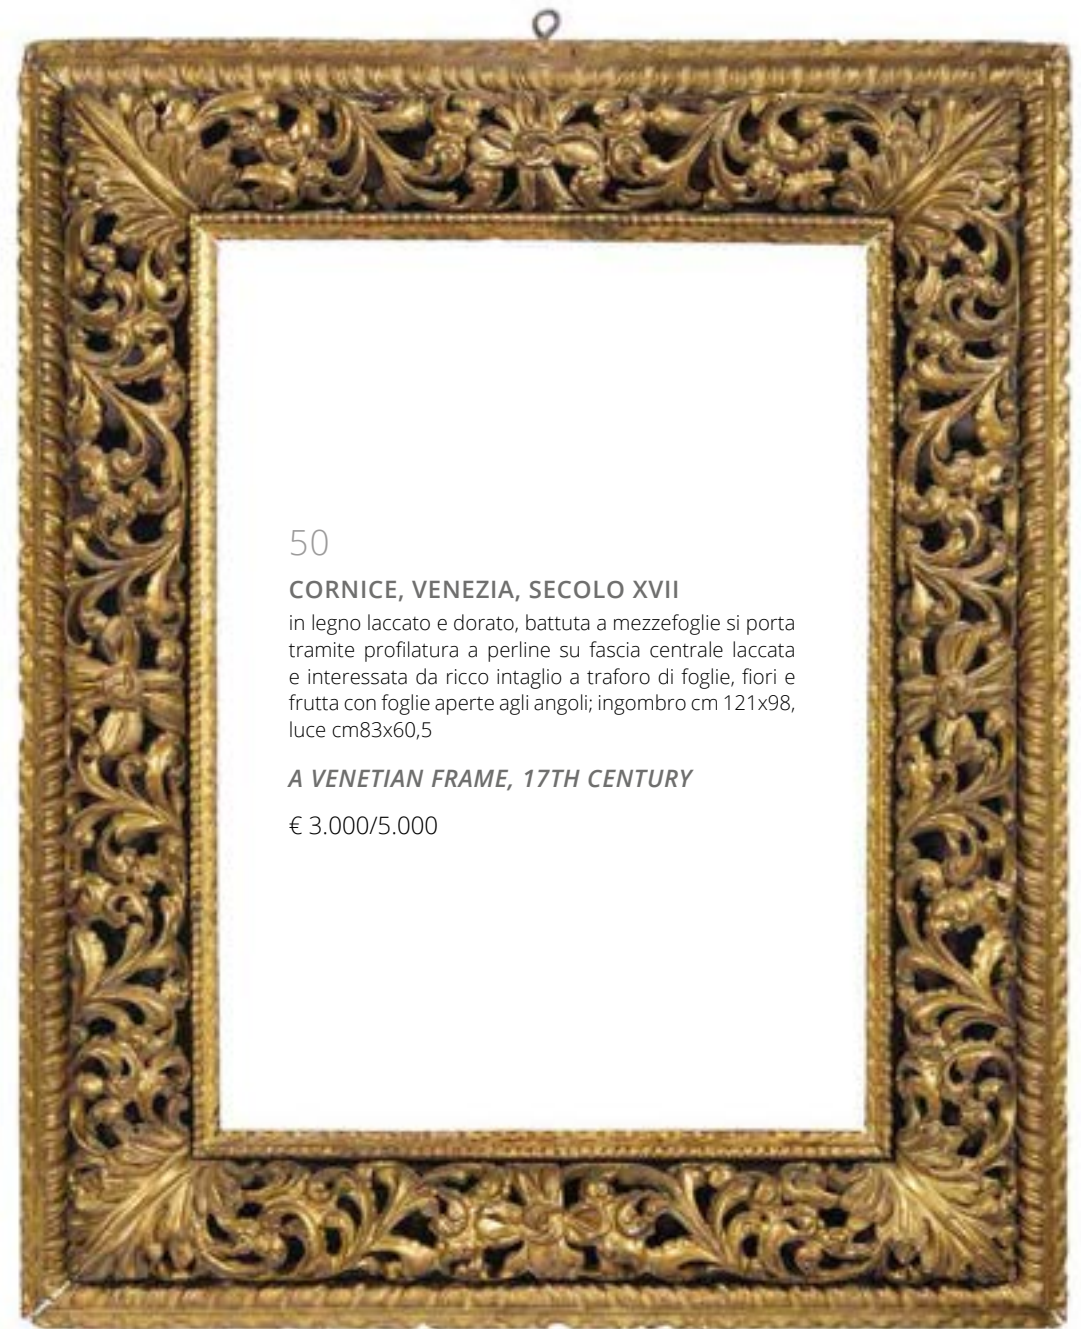 50
CORNICE, VENEZIA, SECOLO XVII
in legno laccato e dorato, battuta a mezzefoglie si porta
tramite profilatura a perline su fascia centrale laccata
e interessata da ricco intaglio a traforo di foglie, fiori e
frutta con foglie aperte agli angoli; ingombro cm 121x98,
luce cm83x60,5
A VENETIAN FRAME, 17TH CENTURY
€ 3.000/5.000